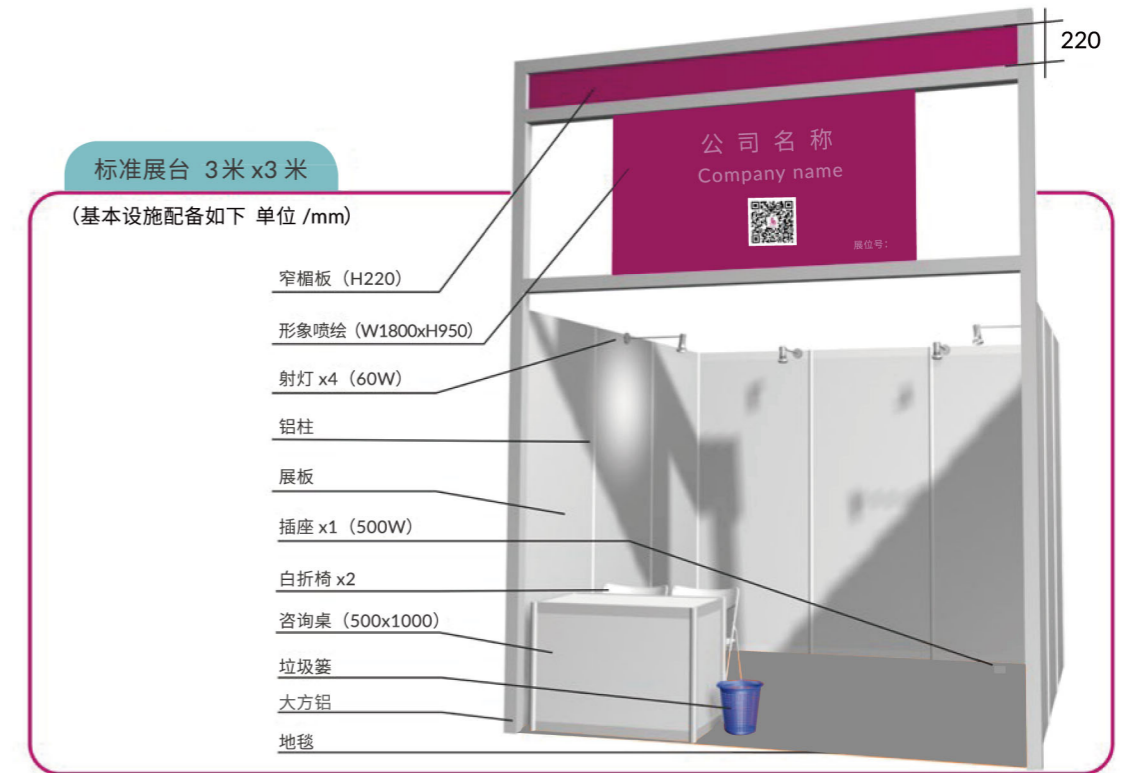 220
公司名称
Company name
展位号：
标准展台 3米x3米
（基本设施配备如下 单位/mm）
窄楣板（H220）
形象喷绘（W1800xH950）
射灯 x4（60W）
铝柱
展板
插座 x1（500W）
白折椅 x2
咨询桌（500x1000）
垃圾篓
大方铝
地毯